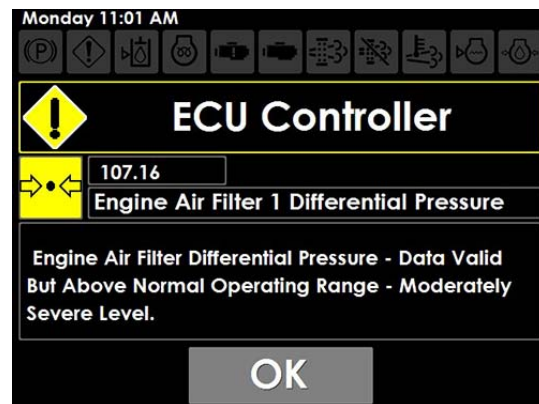 Monday 11:01 AM
(P)
ECU Controller
107.16
Engine Air Filter 1 Differential Pressure
Engine Air Filter Differential Pressure - Data Valid
But Above Normal Operating Range - Moderately
Severe Level.
OK